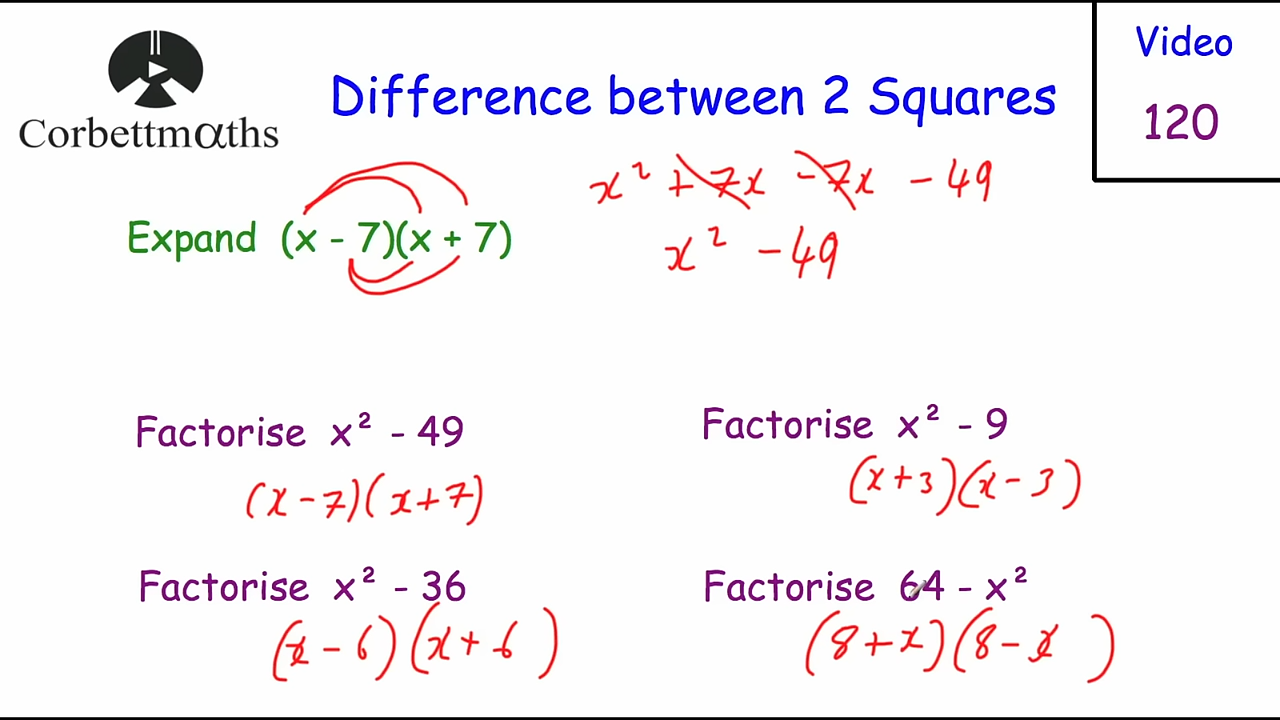 Corbettmαths
Difference between 2 Squares
Video
120
Expand (x - 7)(x + 7)
x² + 7x - 7x - 49
x² - 49
Factorise x² - 49
(x - 7)(x + 7)
Factorise x² - 9
(x + 3)(x - 3)
Factorise x² - 36
(x - 6)(x + 6)
Factorise 64 - x²
(8 + x)(8 - x)